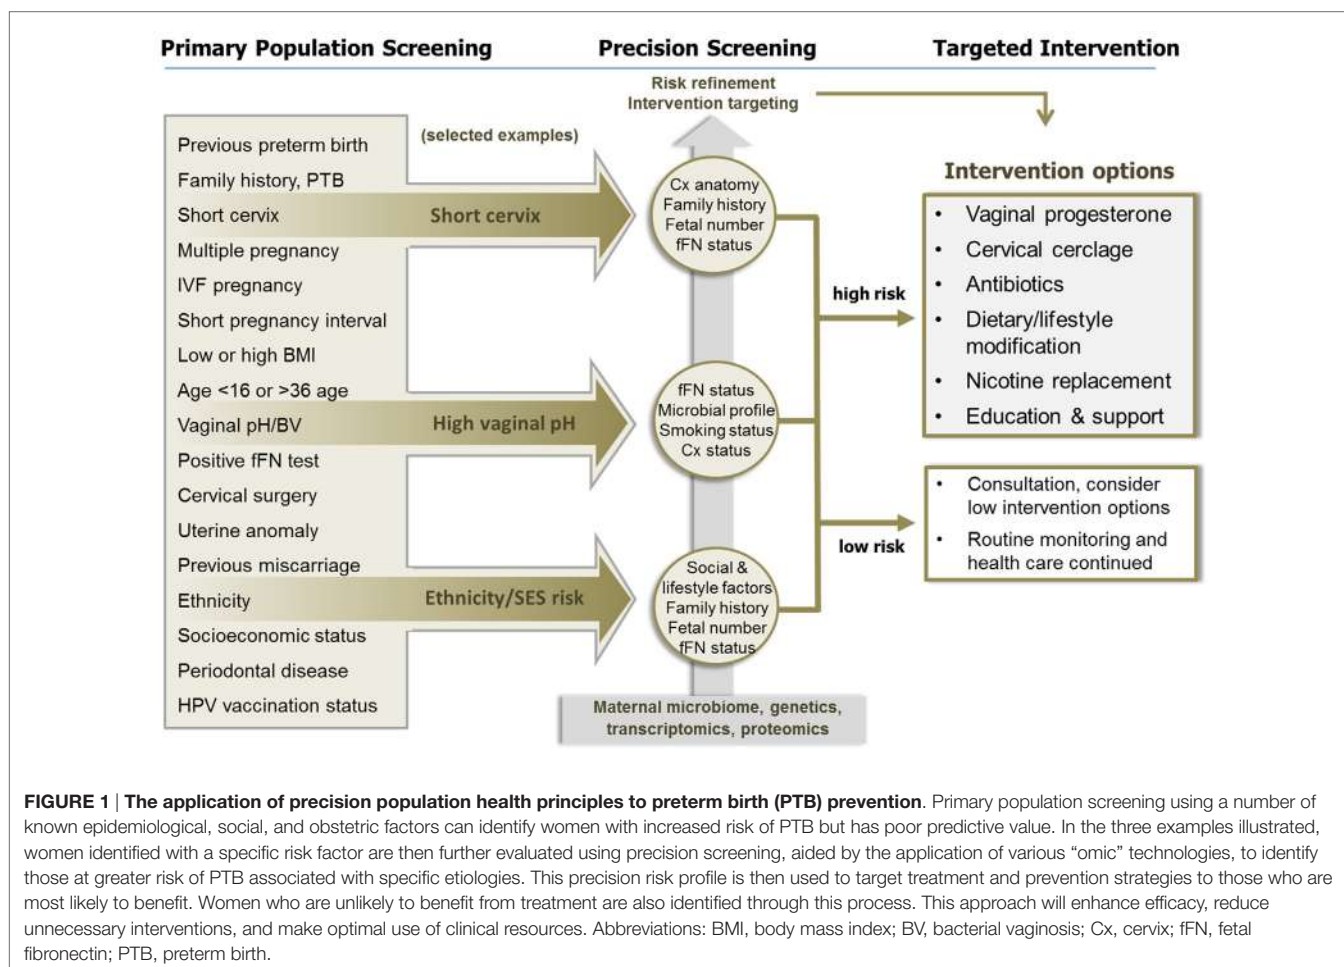 Primary Population Screening
Precision Screening
Targeted Intervention
Risk refinement
Intervention targeting
(selected examples)
Previous preterm birth
Family history, PTB
Short cervix
Multiple pregnancy
IVF pregnancy
Short pregnancy interval
Low or high BMI
Age <16 or >36 age
Vaginal pH/BV
Positive fFN test
Cervical surgery
Uterine anomaly
Previous miscarriage
Ethnicity
Socioeconomic status
Periodontal disease
HPV vaccination status
Short cervix
High vaginal pH
Ethnicity/SES risk
Cx anatomy
Family history
Fetal number
fFN status
fFN status
Microbial profile
Smoking status
Cx status
Social &
lifestyle factors
Family history
Fetal number
fFN status
Maternal microbiome, genetics,
transcriptomics, proteomics
high risk
low risk
Intervention options
• Vaginal progesterone
• Cervical cerclage
• Antibiotics
• Dietary/lifestyle
modification
• Nicotine replacement
• Education & support
• Consultation, consider
low intervention options
• Routine monitoring and
health care continued
FIGURE 1 | The application of precision population health principles to preterm birth (PTB) prevention. Primary population screening using a number of
known epidemiological, social, and obstetric factors can identify women with increased risk of PTB but has poor predictive value. In the three examples illustrated,
women identified with a specific risk factor are then further evaluated using precision screening, aided by the application of various “omic” technologies, to identify
those at greater risk of PTB associated with specific etiologies. This precision risk profile is then used to target treatment and prevention strategies to those who are
most likely to benefit. Women who are unlikely to benefit from treatment are also identified through this process. This approach will enhance efficacy, reduce
unnecessary interventions, and make optimal use of clinical resources. Abbreviations: BMI, body mass index; BV, bacterial vaginosis; Cx, cervix; fFN, fetal
fibronectin; PTB, preterm birth.